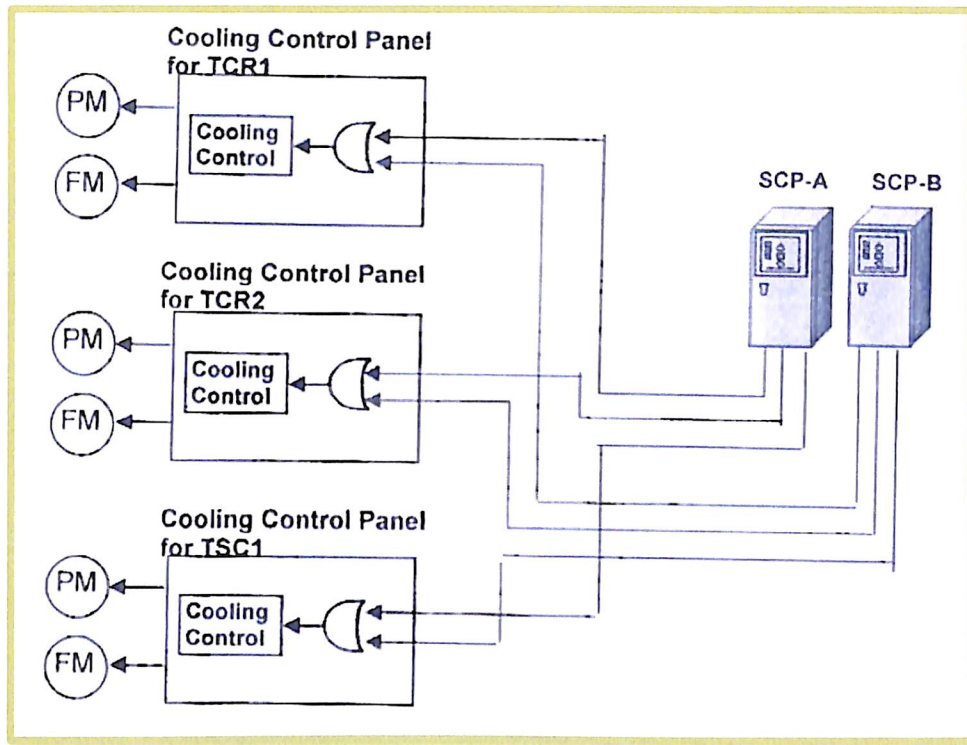 Cooling Control Panel
for TCR1
PM
FM
Cooling
Control
SCP-A
SCP-B
Cooling Control Panel
for TCR2
PM
FM
Cooling
Control
Cooling Control Panel
for TSC1
PM
FM
Cooling
Control